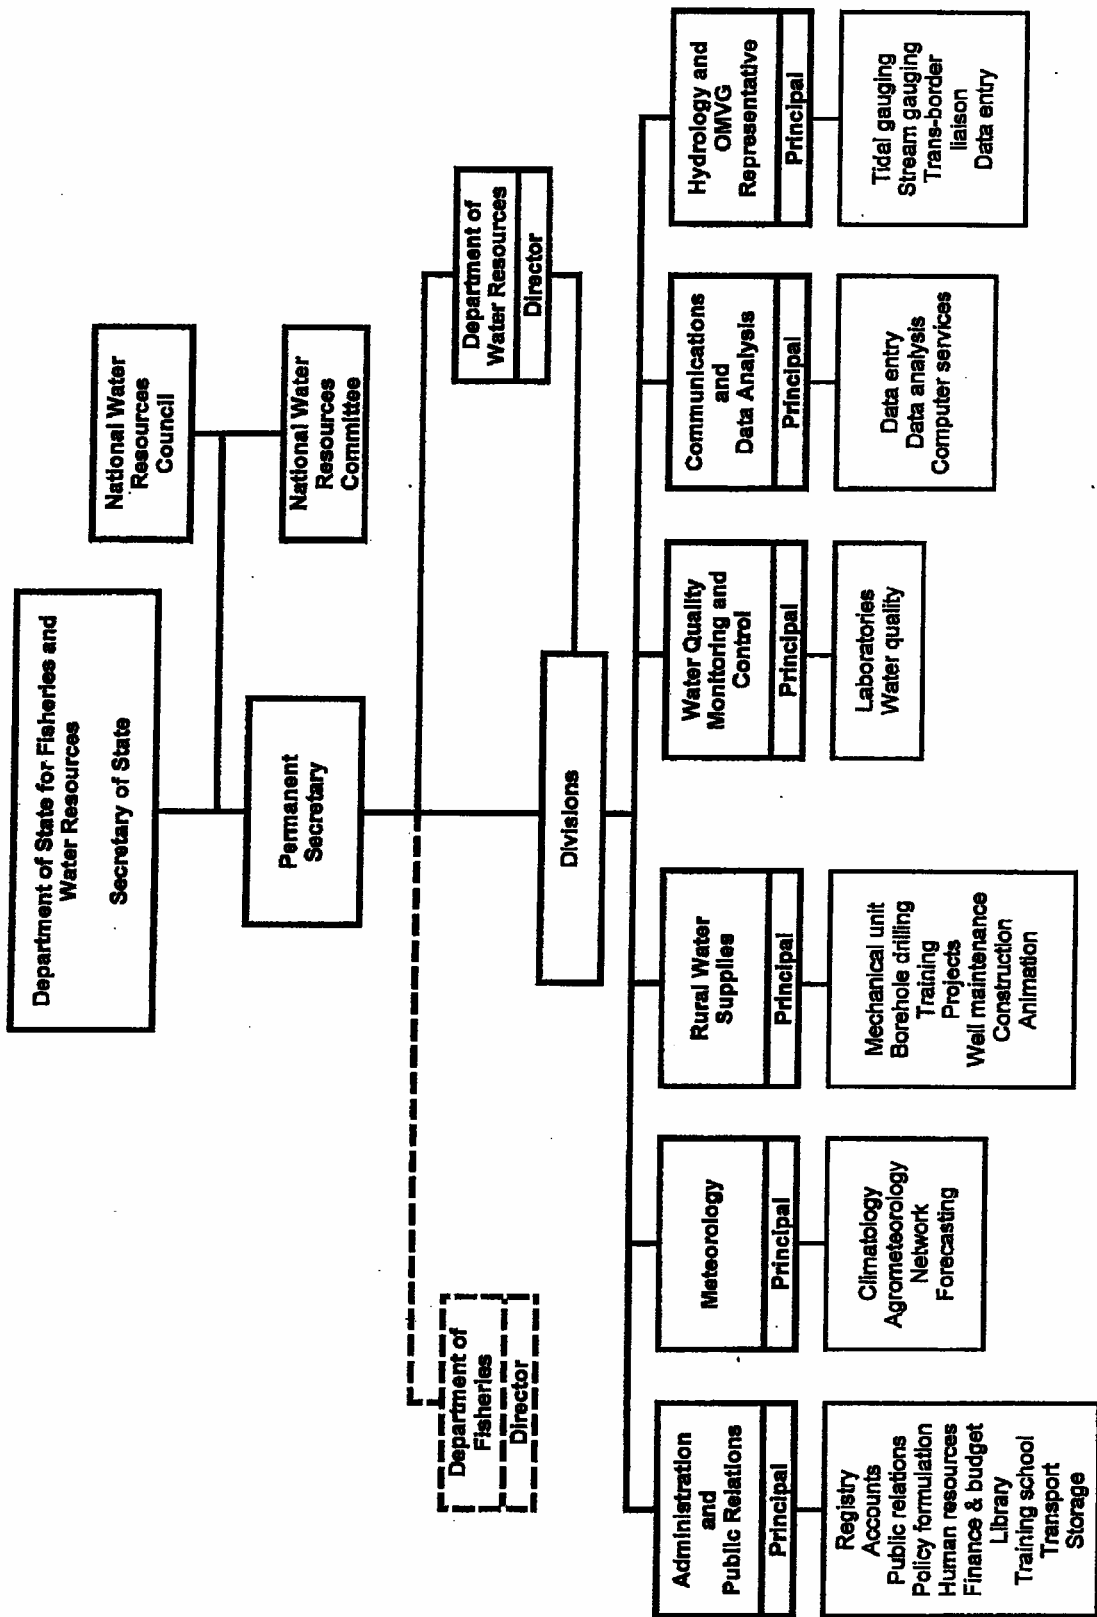 Department of State for Fisheries and
Water Resources
Secretary of State
National Water
Resources
Council
National Water
Resources
Committee
Permanent
Secretary
Department of
Fisheries
Director
Department of
Water Resources
Director
Divisions
Administration
and
Public Relations
Principal
Meteorology
Principal
Rural Water
Supplies
Principal
Water Quality
Monitoring and
Control
Principal
Communications
and
Data Analysis
Principal
Hydrology and
OMVG
Representative
Principal
Registry
Accounts
Public relations
Policy formulation
Human resources
Finance & budget
Library
Training school
Transport
Storage
Climatology
Agrometeorology
Network
Forecasting
Mechanical unit
Borehole drilling
Training
Projects
Well maintenance
Construction
Animation
Laboratories
Water quality
Data entry
Data analysis
Computer services
Tidal gauging
Stream gauging
Trans-border
liaison
Data entry